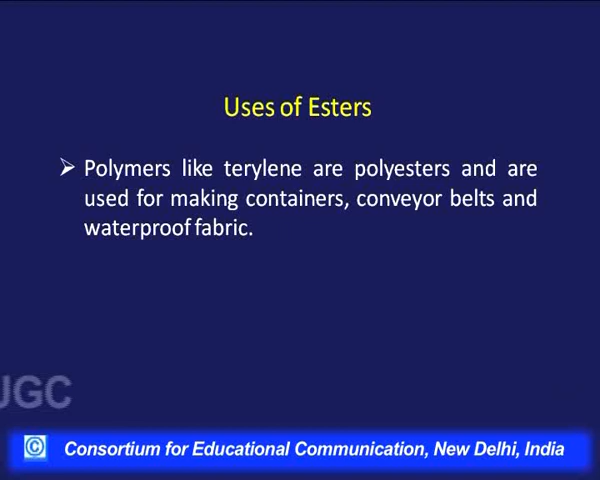 Uses of Esters
➢ Polymers like terylene are polyesters and are
used for making containers, conveyor belts and
waterproof fabric.
UGC
© Consortium for Educational Communication, New Delhi, India